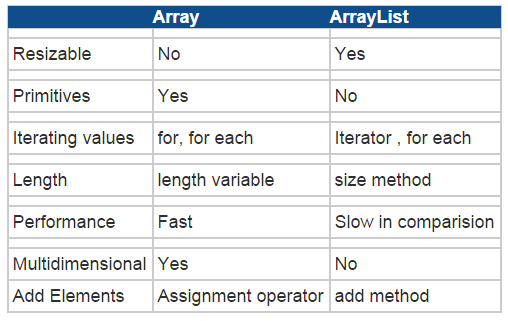 Array ArrayList
Resizable No Yes
Primitives Yes No
Iterating values for, for each Iterator , for each
Length length variable size method
Performance Fast Slow in comparision
Multidimensional Yes No
Add Elements Assignment operator add method